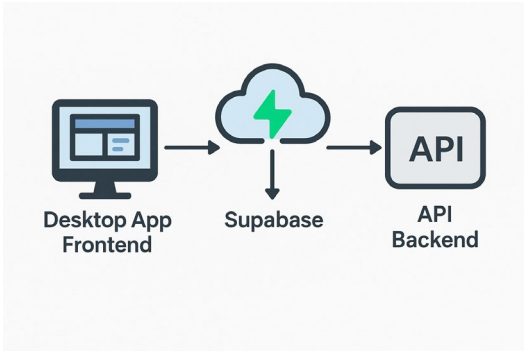 API
Desktop App
Frontend
Supabase
API
Backend